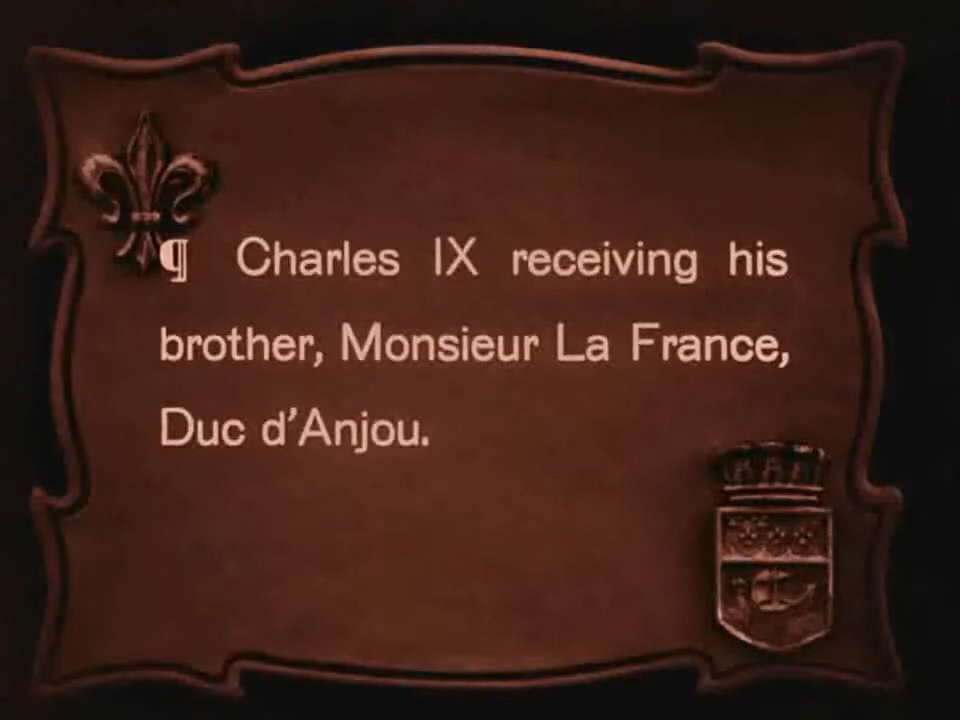 ¶ Charles IX receiving his
brother, Monsieur La France,
Duc d'Anjou.